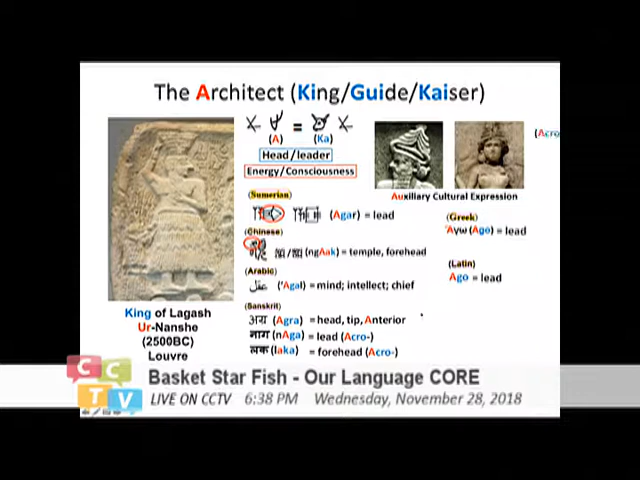 The Architect (King/Guide/Kaiser)
=
(A) (Ka)
Head/leader
Energy/Consciousness
(Acro
Auxiliary Cultural Expression
(Sumerian)
(Agar) = lead
(Chinese)
(ngAak) = temple, forehead
(Arabic)
عقل ('Aqal) = mind; intellect; chief
(Sanskrit)
अग्र (Agra) = head, tip, Anterior
नाग (nAga) = lead (Acro-)
लक (laka) = forehead (Acro-)
(Greek)
Άγω (Ago) = lead
(Latin)
Ago = lead
King of Lagash
Ur-Nanshe
(2500BC)
Louvre
CCTV
Basket Star Fish - Our Language CORE
LIVE ON CCTV 6:38 PM Wednesday, November 28, 2018